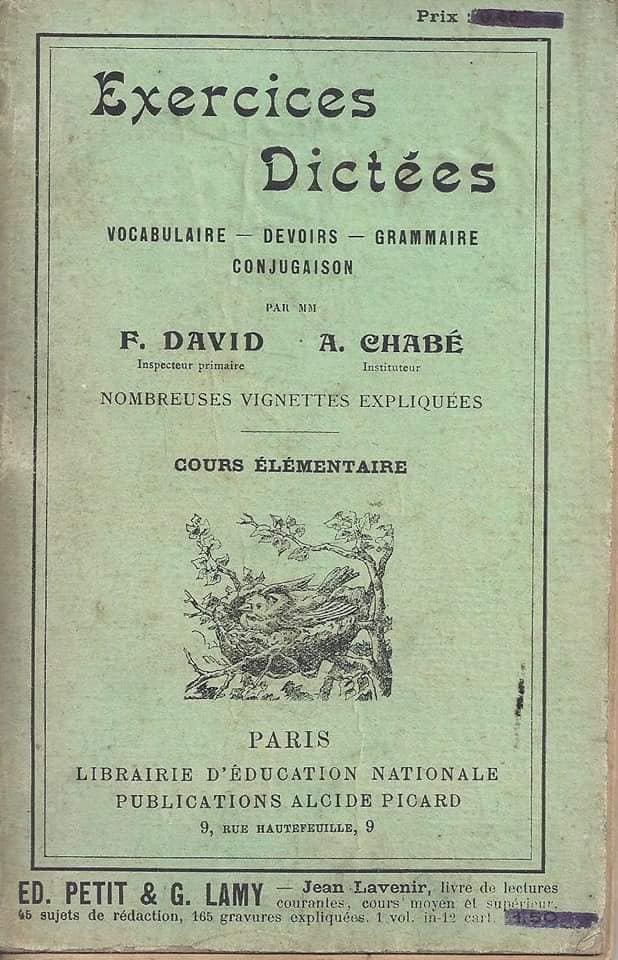 Prix :
Exercices
Dictées
VOCABULAIRE — DEVOIRS — GRAMMAIRE
CONJUGAISON
PAR MM
F. DAVID A. CHABÉ
Inspecteur primaire Instituteur
NOMBREUSES VIGNETTES EXPLIQUÉES
COURS ÉLÉMENTAIRE
PARIS
LIBRAIRIE D'ÉDUCATION NATIONALE
PUBLICATIONS ALCIDE PICARD
9, RUE HAUTEFEUILLE, 9
ED. PETIT & G. LAMY — Jean Lavenir, livre de lectures
courantes, cours moyen et supérieur,
45 sujets de rédaction, 165 gravures expliquées. 1 vol. in-12 cart. 1.50